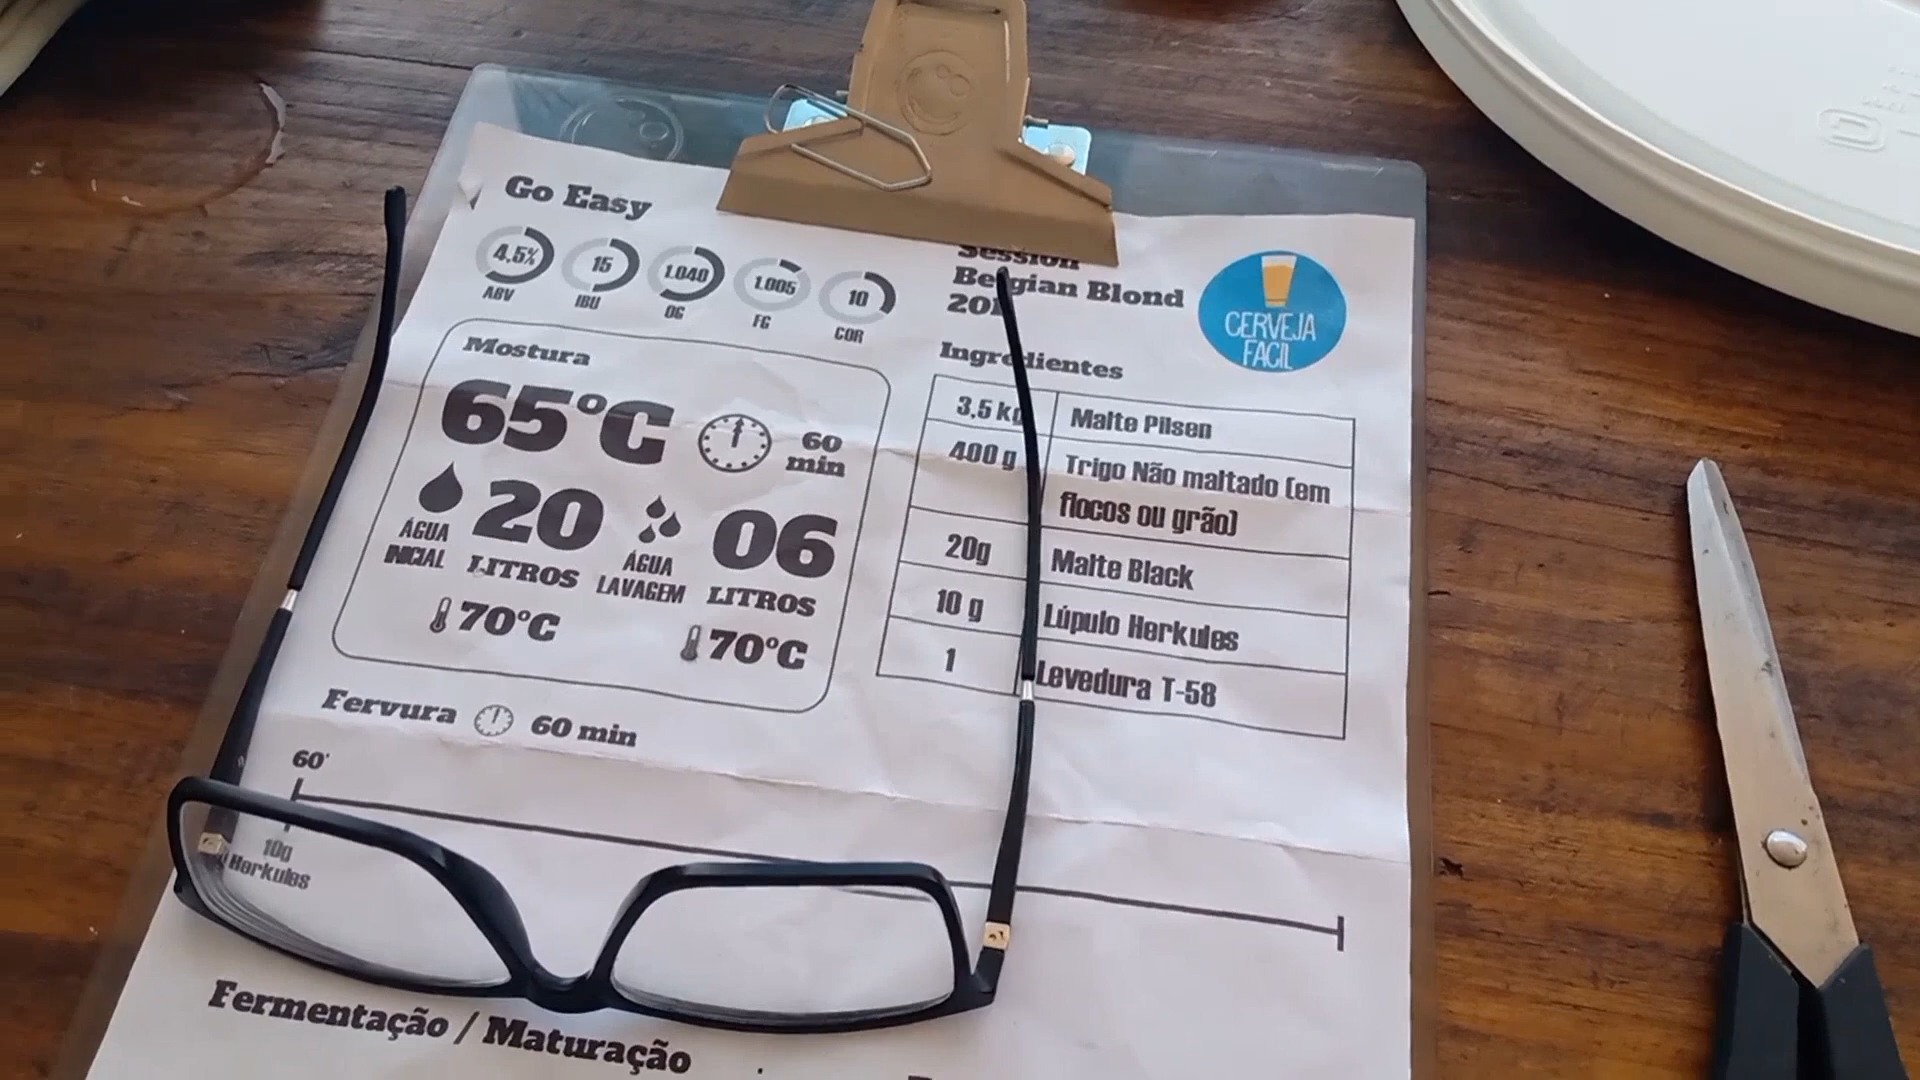 Go Easy
4,5%
ABV
15
IBU
1.040
OG
1.005
FG
10
COR
Session
Belgian Blond
CERVEJA
FACIL
Mostura
65ºC
60
min
ÁGUA
INICIAL
20
LITROS
70ºC
ÁGUA
LAVAGEM
06
LITROS
70ºC
Ingredientes
3,5 kg Malte Pilsen
400 g Trigo Não maltado (em
flocos ou grão)
20g Malte Black
10 g Lúpulo Herkules
1 Levedura T-58
Fervura 60 min
60'
10g
Herkules
Fermentação / Maturação